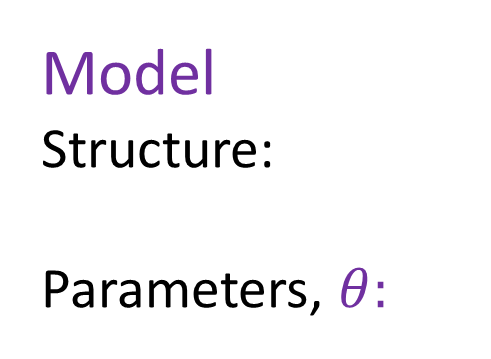 Model
Structure:
Parameters, θ: